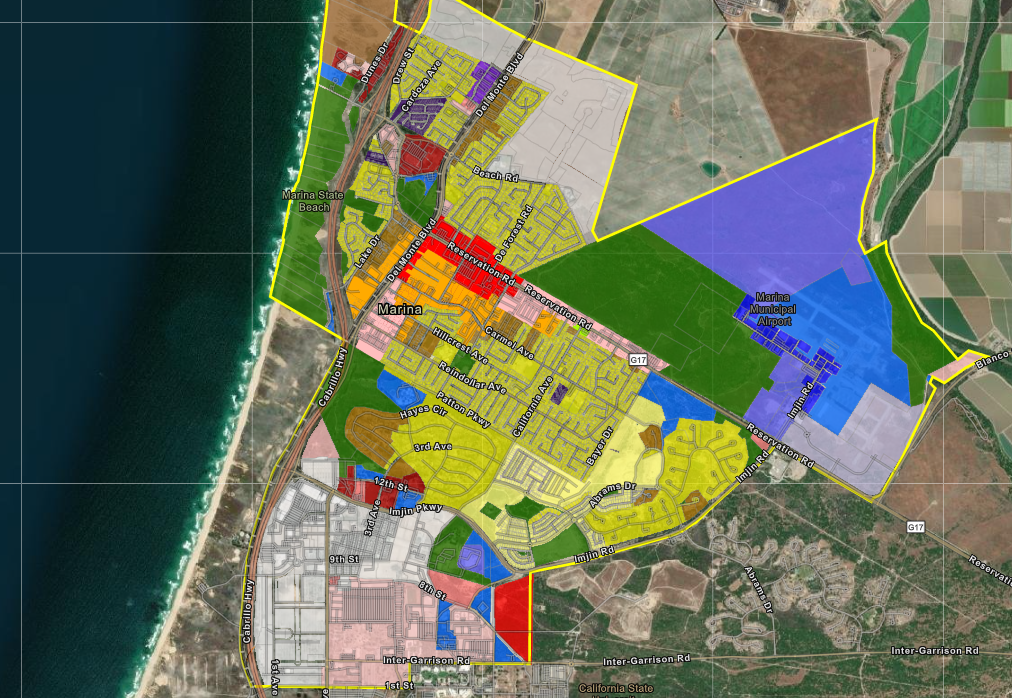 Dunes Dr
Drew St
Cardoza Ave
Del Monte Blvd
Beach Rd
Marina State
Beach
De Forest Rd
Lake Dr
Del Monte Blvd
Reservation Rd
Reservation Rd
Marina
Municipal
Airport
Marina
Hillcrest Ave
Carmel Ave
G17
Blanco
Cabrillo Hwy
Reindollar Ave
California Ave
Imjin Rd
Patton Pkwy
Hayes Cir
3rd Ave
Bayer Dr
Reservation Rd
Imjin Rd
12th St
Abrams Dr
3rd Ave
Imjin Pkwy
G17
9th St
Imjin Rd
Reservati
Abrams Dr
8th St
Cabrillo Hwy
Inter-Garrison Rd
Inter-Garrison Rd
Inter-Garrison Rd
1st Ave
1st St
California State